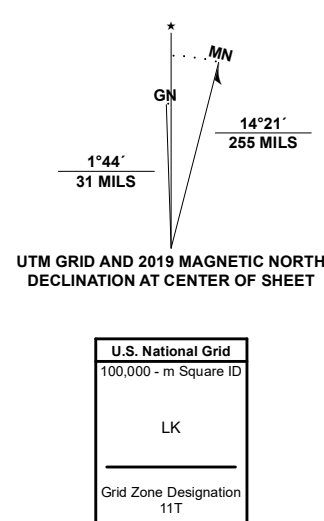 ★
MN
GN
14°21´
255 MILS
1°44´
31 MILS
UTM GRID AND 2019 MAGNETIC NORTH
DECLINATION AT CENTER OF SHEET
U.S. National Grid
100,000 - m Square ID
LK
Grid Zone Designation
11T